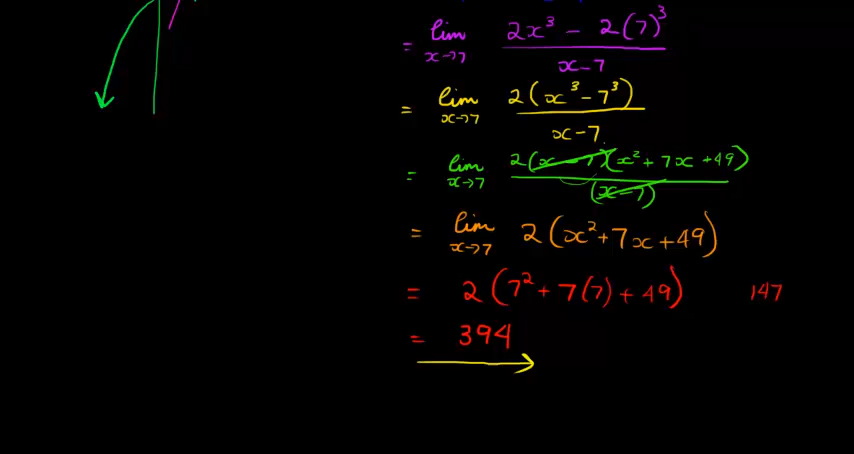 = lim x→7 (2x³ - 2(7)³)/(x-7)
= lim x→7 2(x³ - 7³)/(x-7)
= lim x→7 2(x-7)(x² + 7x + 49)/(x-7)
= lim x→7 2(x² + 7x + 49)
= 2(7² + 7(7) + 49) 147
= 394